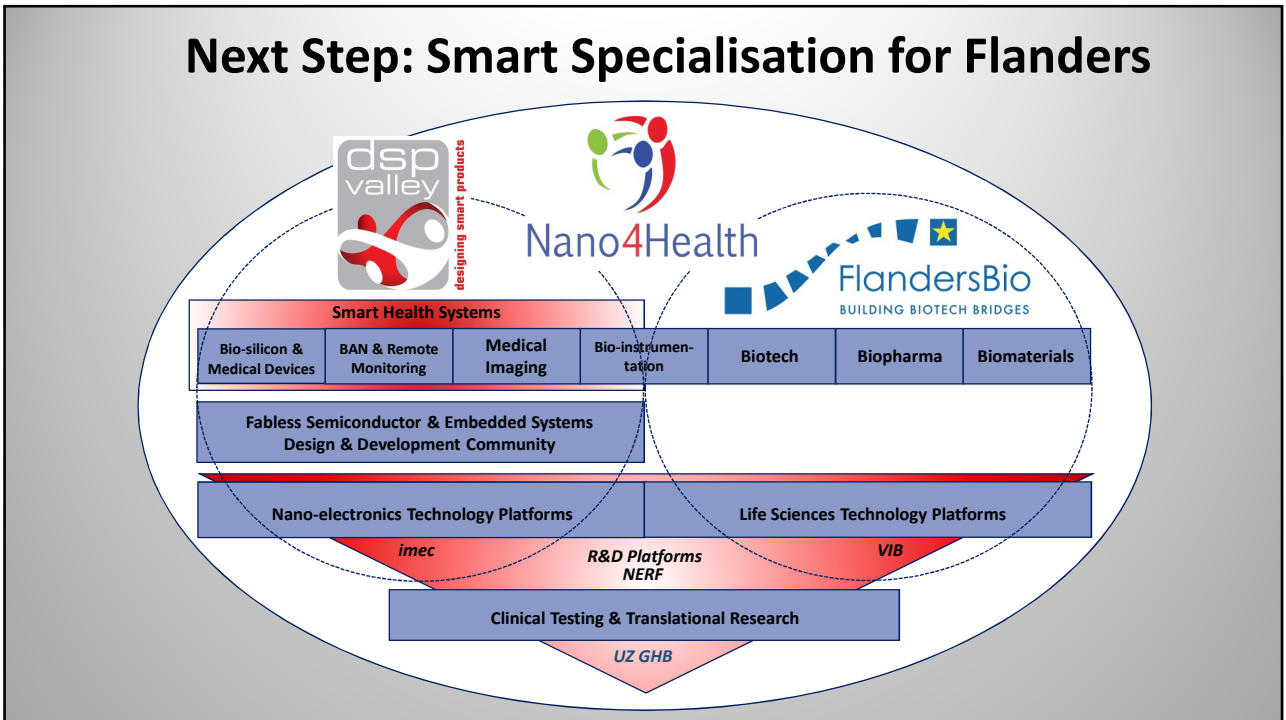 Next Step: Smart Specialisation for Flanders
dsp
valley
designing smart products
Nano4Health
FlandersBio
BUILDING BIOTECH BRIDGES
Smart Health Systems
Bio-silicon &
Medical Devices
BAN & Remote
Monitoring
Medical
Imaging
Bio-instrumen-
tation
Biotech
Biopharma
Biomaterials
Fabless Semiconductor & Embedded Systems
Design & Development Community
Nano-electronics Technology Platforms
Life Sciences Technology Platforms
imec
R&D Platforms
NERF
VIB
Clinical Testing & Translational Research
UZ GHB